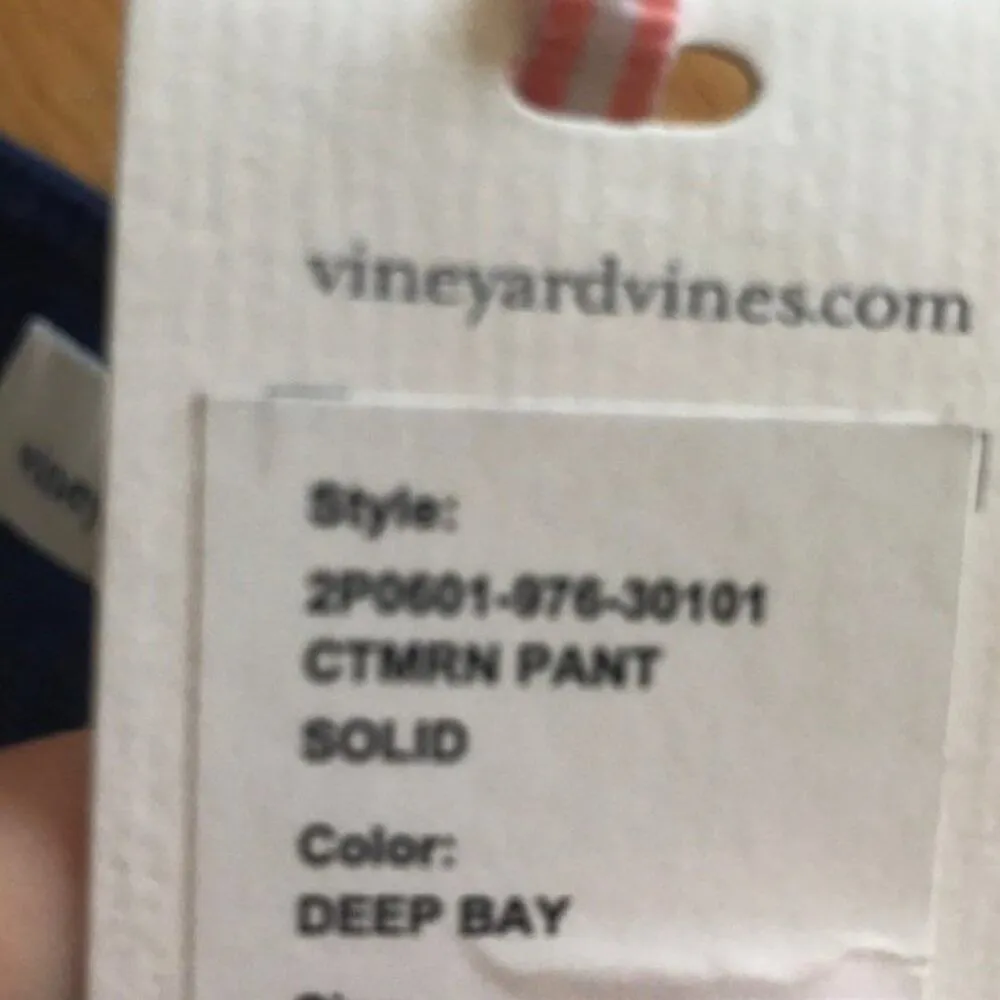 vineyardvines.com
Style:
2P0601-976-30101
CTMRN PANT
SOLID
Color:
DEEP BAY